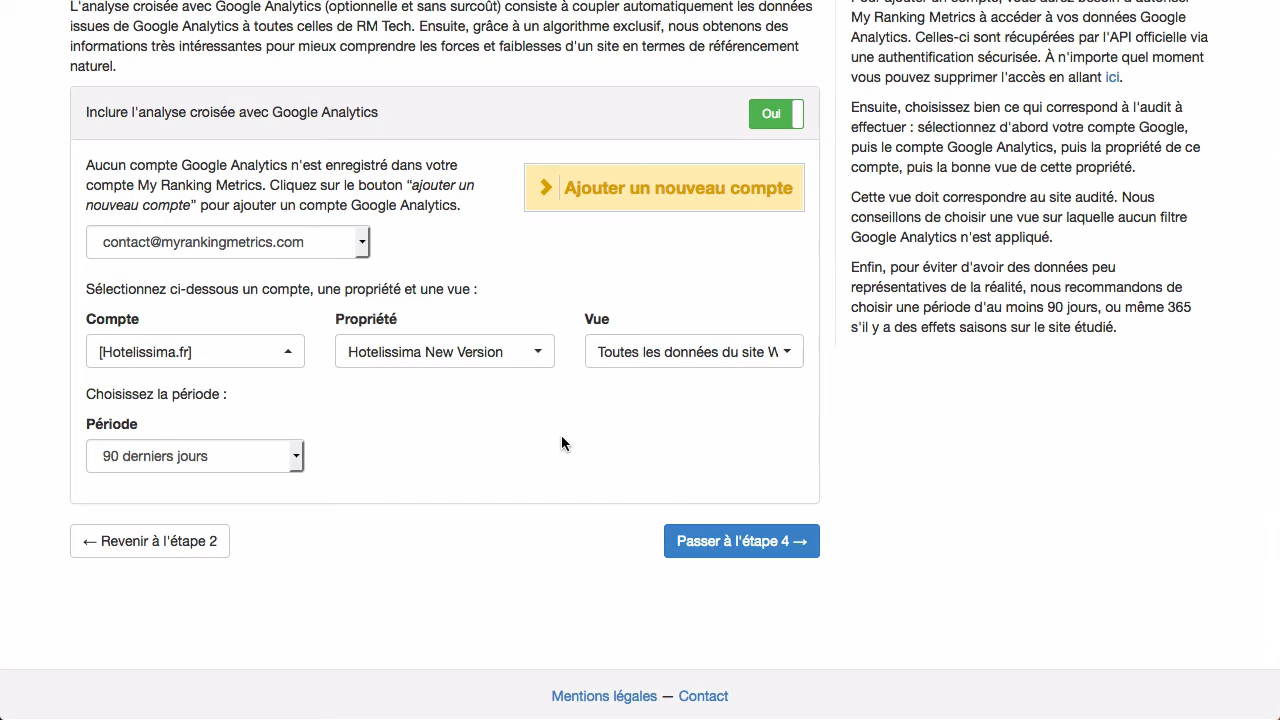 L'analyse croisée avec Google Analytics (optionnelle et sans surcoût) consiste à coupler automatiquement les données
issues de Google Analytics à toutes celles de RM Tech. Ensuite, grâce à un algorithme exclusif, nous obtenons des
informations très intéressantes pour mieux comprendre les forces et faiblesses d'un site en termes de référencement
naturel.
Inclure l'analyse croisée avec Google Analytics
Oui
Aucun compte Google Analytics n'est enregistré dans votre
compte My Ranking Metrics. Cliquez sur le bouton “ajouter un
nouveau compte” pour ajouter un compte Google Analytics.
Ajouter un nouveau compte
contact@myrankingmetrics.com
Sélectionnez ci-dessous un compte, une propriété et une vue :
Compte
Propriété
Vue
[Hotelissima.fr]
Hotelissima New Version
Toutes les données du site W
Choisissez la période :
Période
90 derniers jours
← Revenir à l'étape 2
Passer à l'étape 4 →
My Ranking Metrics à accéder à vos données Google
Analytics. Celles-ci sont récupérées par l'API officielle via
une authentification sécurisée. À n'importe quel moment
vous pouvez supprimer l'accès en allant ici.
Ensuite, choisissez bien ce qui correspond à l'audit à
effectuer : sélectionnez d'abord votre compte Google,
puis le compte Google Analytics, puis la propriété de ce
compte, puis la bonne vue de cette propriété.
Cette vue doit correspondre au site audité. Nous
conseillons de choisir une vue sur laquelle aucun filtre
Google Analytics n'est appliqué.
Enfin, pour éviter d'avoir des données peu
représentatives de la réalité, nous recommandons de
choisir une période d'au moins 90 jours, ou même 365
s'il y a des effets saisons sur le site étudié.
Mentions légales — Contact